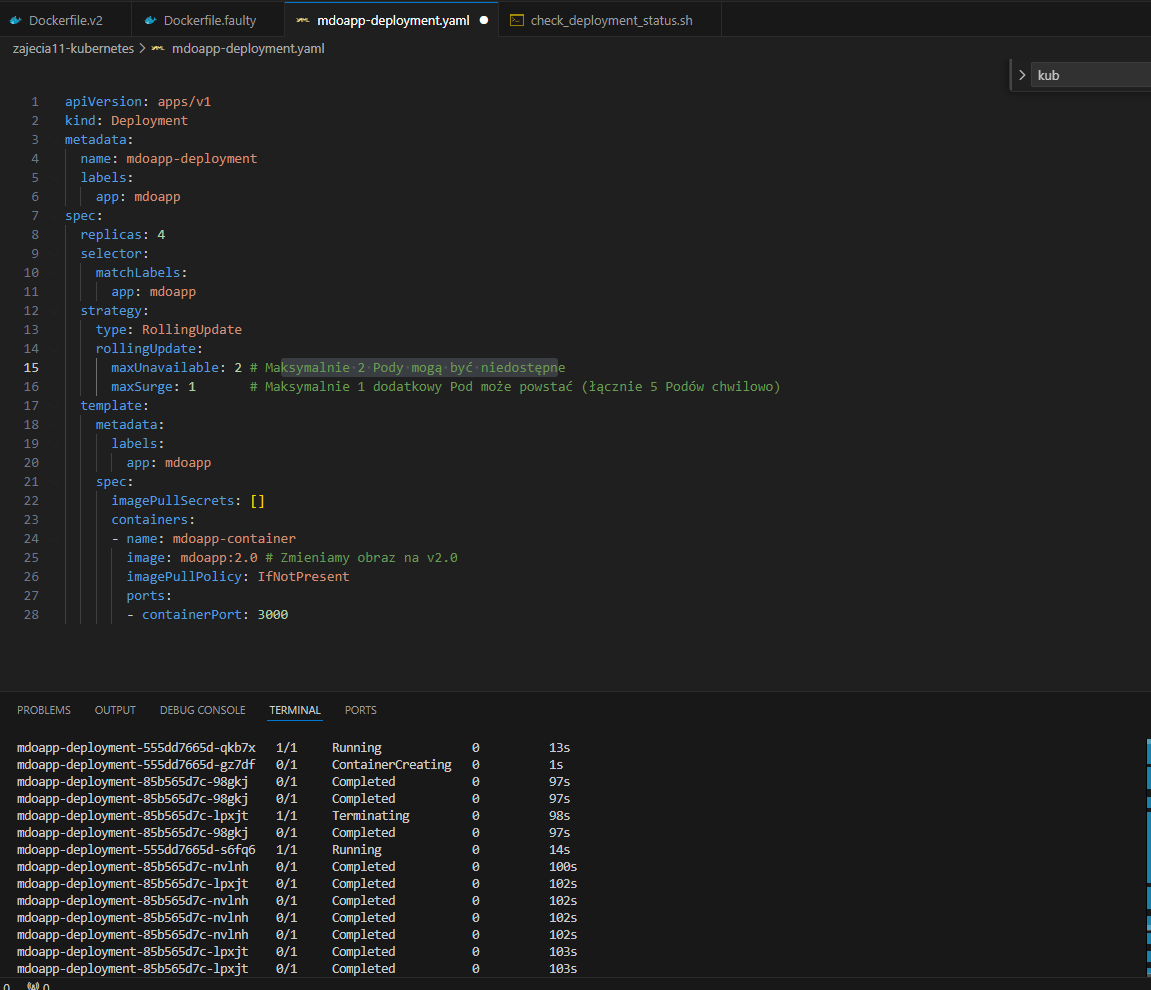 Dockerfile.v2 Dockerfile.faulty mdoapp-deployment.yaml check_deployment_status.sh
zajecia11-kubernetes > mdoapp-deployment.yaml
kub
1 apiVersion: apps/v1
2 kind: Deployment
3 metadata:
4 name: mdoapp-deployment
5 labels:
6 app: mdoapp
7 spec:
8 replicas: 4
9 selector:
10 matchLabels:
11 app: mdoapp
12 strategy:
13 type: RollingUpdate
14 rollingUpdate:
15 maxUnavailable: 2 # Maksymalnie 2 Pody mogą być niedostępne
16 maxSurge: 1 # Maksymalnie 1 dodatkowy Pod może powstać (łącznie 5 Podów chwilowo)
17 template:
18 metadata:
19 labels:
20 app: mdoapp
21 spec:
22 imagePullSecrets: []
23 containers:
24 - name: mdoapp-container
25 image: mdoapp:2.0 # Zmieniamy obraz na v2.0
26 imagePullPolicy: IfNotPresent
27 ports:
28 - containerPort: 3000
PROBLEMS OUTPUT DEBUG CONSOLE TERMINAL PORTS
mdoapp-deployment-555dd7665d-qkb7x 1/1 Running 0 13s
mdoapp-deployment-555dd7665d-gz7df 0/1 ContainerCreating 0 1s
mdoapp-deployment-85b565d7c-98gkj 0/1 Completed 0 97s
mdoapp-deployment-85b565d7c-98gkj 0/1 Completed 0 97s
mdoapp-deployment-85b565d7c-lpxjt 1/1 Terminating 0 98s
mdoapp-deployment-85b565d7c-98gkj 0/1 Completed 0 97s
mdoapp-deployment-555dd7665d-s6fq6 1/1 Running 0 14s
mdoapp-deployment-85b565d7c-nvlnh 0/1 Completed 0 100s
mdoapp-deployment-85b565d7c-lpxjt 0/1 Completed 0 102s
mdoapp-deployment-85b565d7c-nvlnh 0/1 Completed 0 102s
mdoapp-deployment-85b565d7c-nvlnh 0/1 Completed 0 102s
mdoapp-deployment-85b565d7c-nvlnh 0/1 Completed 0 102s
mdoapp-deployment-85b565d7c-lpxjt 0/1 Completed 0 103s
mdoapp-deployment-85b565d7c-lpxjt 0/1 Completed 0 103s
0 0